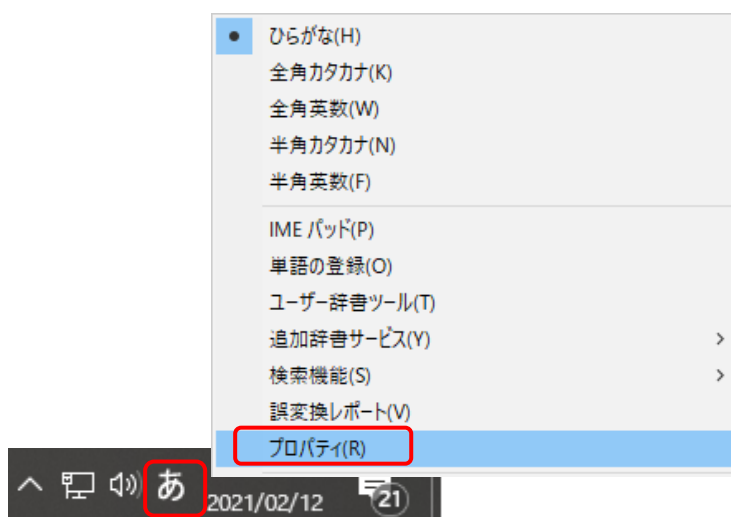 ひらがな(H)
全角カタカナ(K)
全角英数(W)
半角カタカナ(N)
半角英数(F)
IME パッド(P)
単語の登録(O)
ユーザー辞書ツール(T)
追加辞書サービス(Y)
検索機能(S)
誤変換レポート(V)
プロパティ(R)
あ
2021/02/12
21